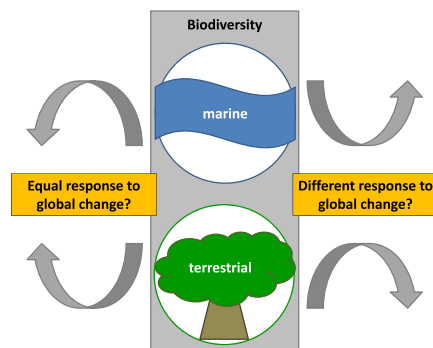 Biodiversity
marine
Equal response to
global change?
Different response to
global change?
terrestrial